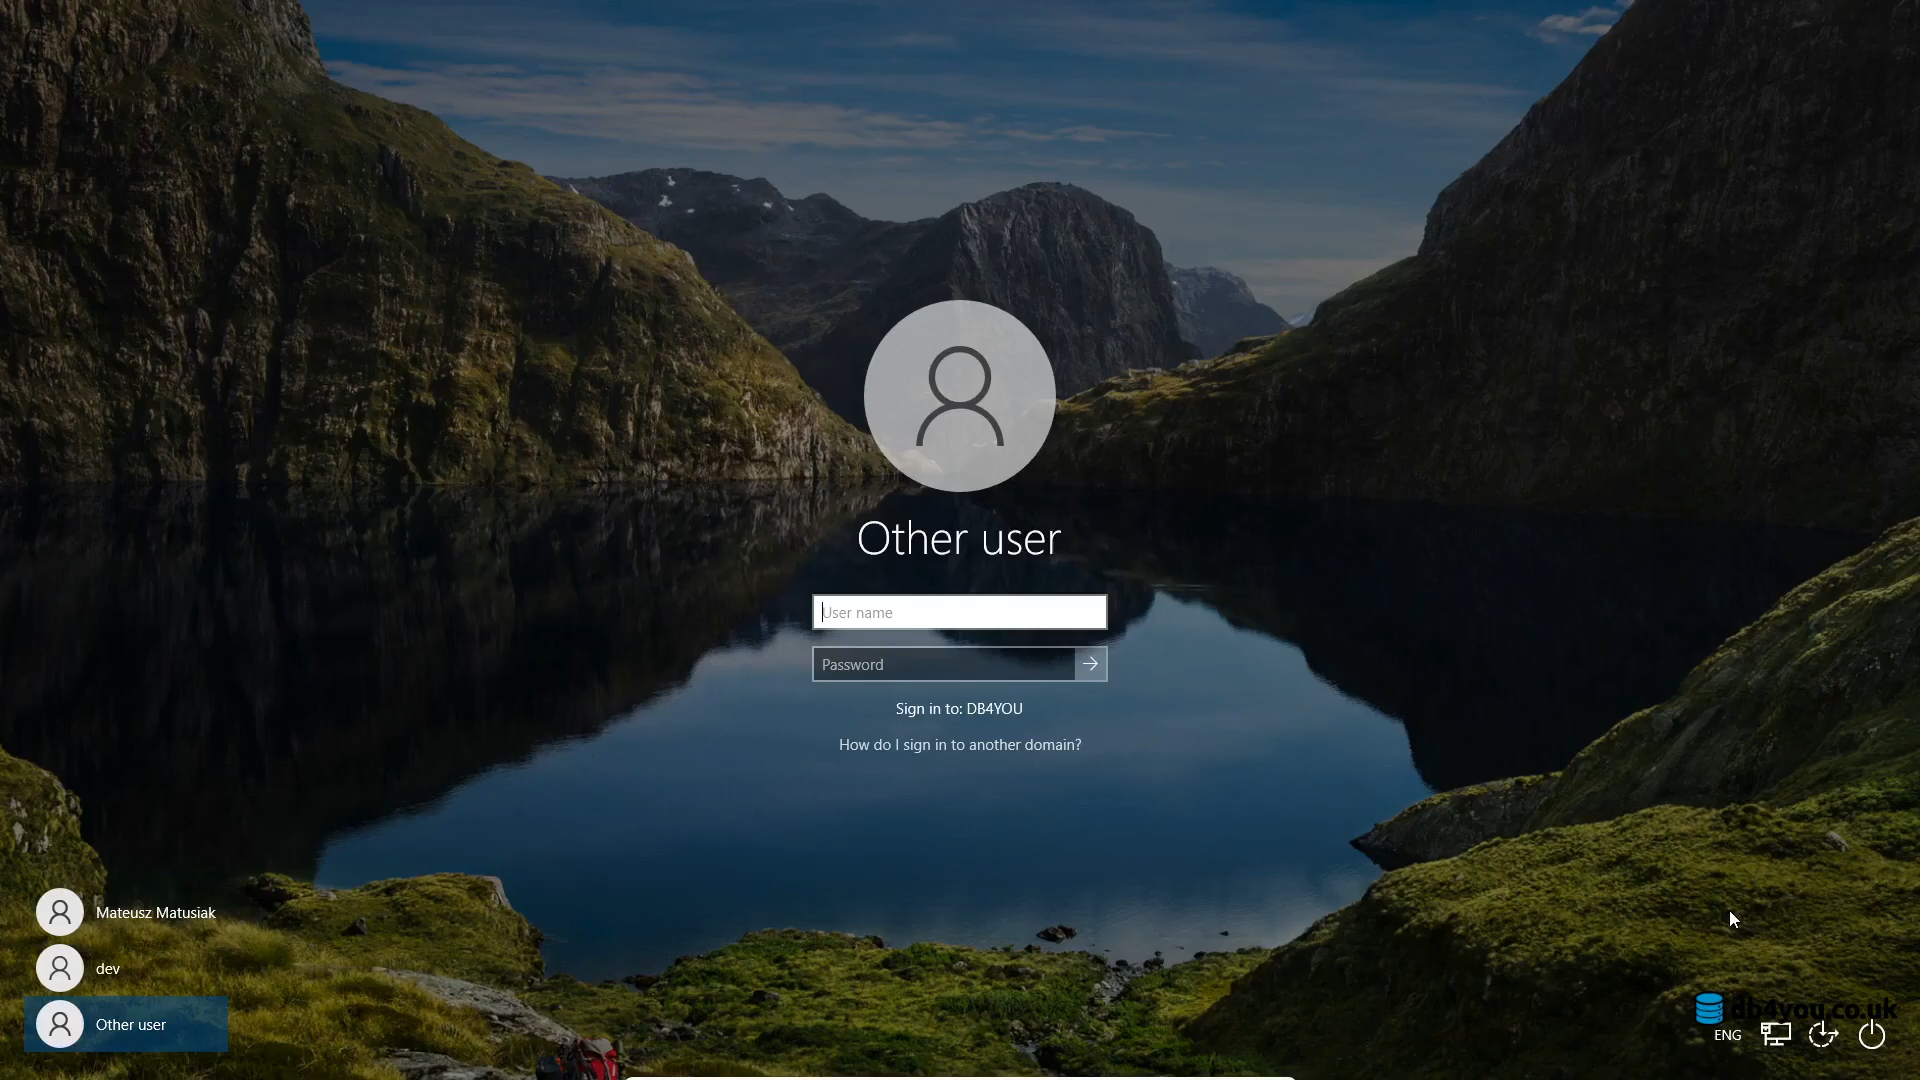 Other user
User name
Password
Sign in to: DB4YOU
How do I sign in to another domain?
Mateusz Matusiak
dev
Other user
db4you.co.uk
ENG